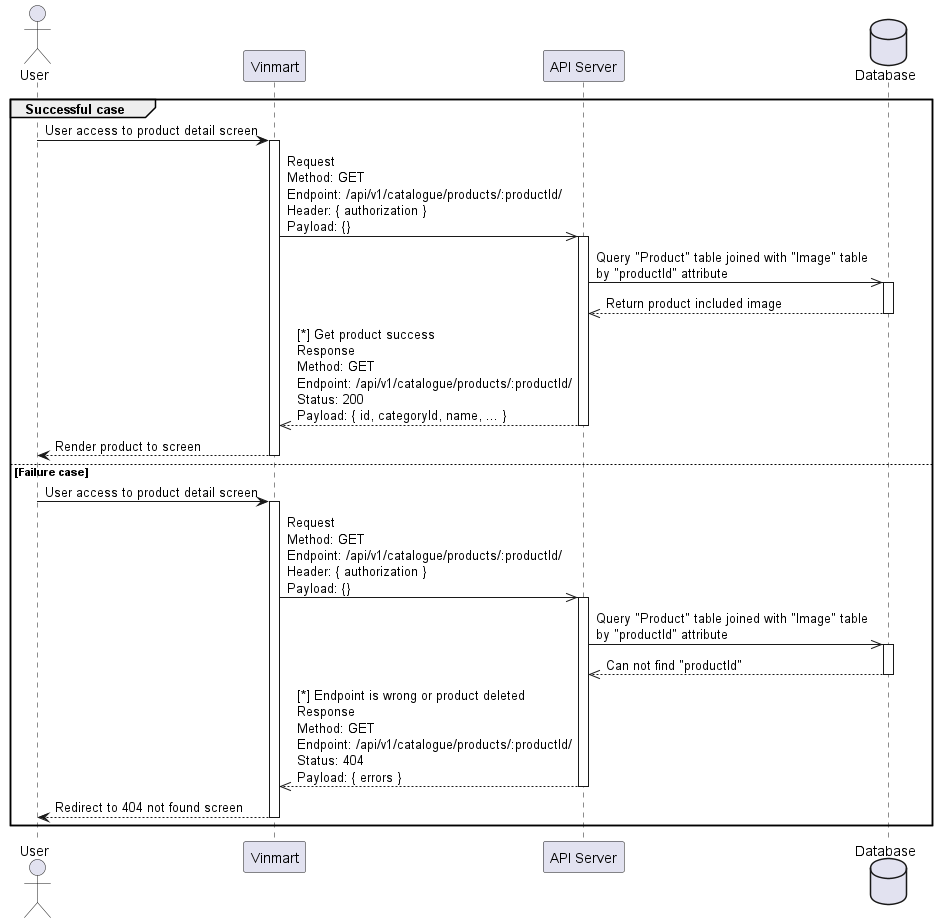 User
Vinmart
API Server
Database
Successful case
User access to product detail screen
Request
Method: GET
Endpoint: /api/v1/catalogue/products/:productId/
Header: { authorization }
Payload: {}
Query "Product" table joined with "Image" table
by "productId" attribute
Return product included image
[*] Get product success
Response
Method: GET
Endpoint: /api/v1/catalogue/products/:productId/
Status: 200
Payload: { id, categoryId, name, ... }
Render product to screen
[Failure case]
User access to product detail screen
Request
Method: GET
Endpoint: /api/v1/catalogue/products/:productId/
Header: { authorization }
Payload: {}
Query "Product" table joined with "Image" table
by "productId" attribute
Can not find "productId"
[*] Endpoint is wrong or product deleted
Response
Method: GET
Endpoint: /api/v1/catalogue/products/:productId/
Status: 404
Payload: { errors }
Redirect to 404 not found screen
User
Vinmart
API Server
Database